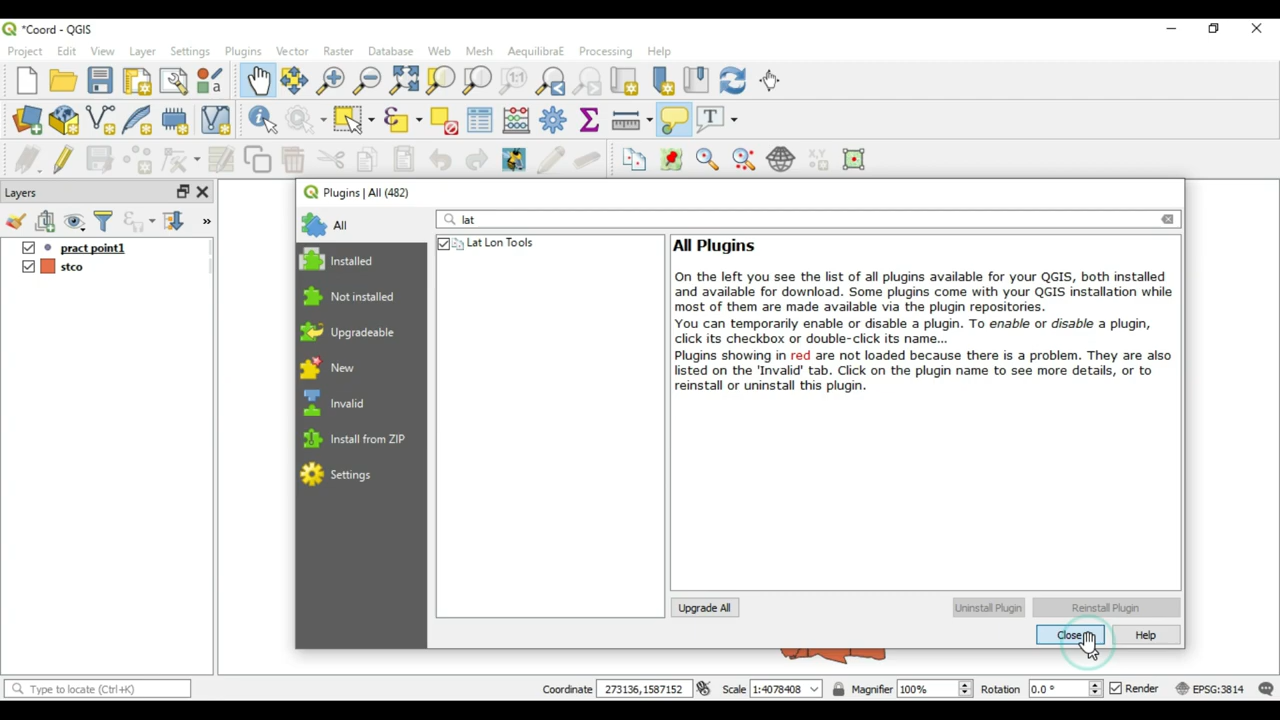 *Coord - QGIS
Project Edit View Layer Settings Plugins Vector Raster Database Web Mesh AequilibraE Processing Help
Layers
pract point1
stco
Plugins | All (482)
All
Installed
Not installed
Upgradeable
New
Invalid
Install from ZIP
Settings
lat
Lat Lon Tools
All Plugins
On the left you see the list of all plugins available for your QGIS, both installed
and available for download. Some plugins come with your QGIS installation while
most of them are made available via the plugin repositories.
You can temporarily enable or disable a plugin. To enable or disable a plugin,
click its checkbox or double-click its name...
Plugins showing in red are not loaded because there is a problem. They are also
listed on the 'Invalid' tab. Click on the plugin name to see more details, or to
reinstall or uninstall this plugin.
Upgrade All Uninstall Plugin Reinstall Plugin
Close Help
Type to locate (Ctrl+K) Coordinate 273136,1587152 Scale 1:4078408 Magnifier 100% Rotation 0.0 ° Render EPSG:3814